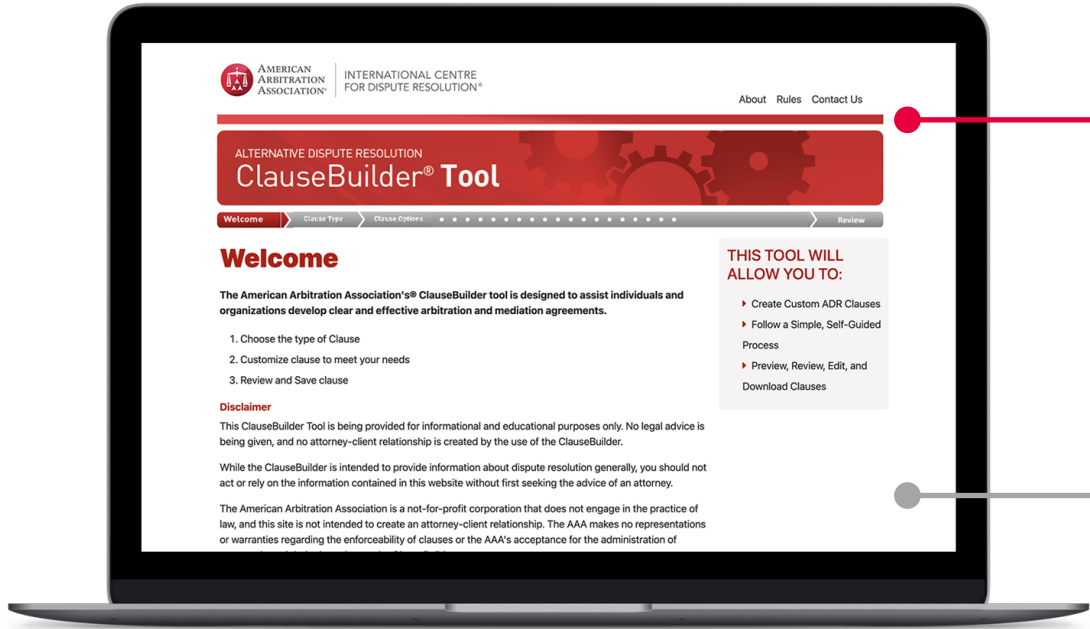 AMERICAN
ARBITRATION
ASSOCIATION®
INTERNATIONAL CENTRE
FOR DISPUTE RESOLUTION®
About Rules Contact Us
ALTERNATIVE DISPUTE RESOLUTION
ClauseBuilder® Tool
Welcome Clause Type Clause Options Review
Welcome
The American Arbitration Association's® ClauseBuilder tool is designed to assist individuals and
organizations develop clear and effective arbitration and mediation agreements.
1. Choose the type of Clause
2. Customize clause to meet your needs
3. Review and Save clause
Disclaimer
This ClauseBuilder Tool is being provided for informational and educational purposes only. No legal advice is
being given, and no attorney-client relationship is created by the use of the ClauseBuilder.
While the ClauseBuilder is intended to provide information about dispute resolution generally, you should not
act or rely on the information contained in this website without first seeking the advice of an attorney.
The American Arbitration Association is a not-for-profit corporation that does not engage in the practice of
law, and this site is not intended to create an attorney-client relationship. The AAA makes no representations
or warranties regarding the enforceability of clauses or the AAA's acceptance for the administration of
THIS TOOL WILL
ALLOW YOU TO:
Create Custom ADR Clauses
Follow a Simple, Self-Guided
Process
Preview, Review, Edit, and
Download Clauses